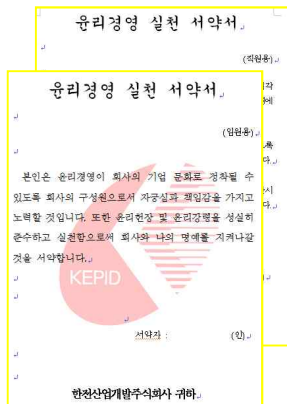 윤리경영 실천 서약서
(직원용)
윤리경영 실천 서약서
(임원용)
본인은 윤리경영이 회사의 기업 문화로 정착될 수
있도록 회사의 구성원으로서 자긍심과 책임감을 가지고
노력할 것입니다. 또한 윤리헌장 및 윤리강령을 성실히
준수하고 실천함으로써 회사와 나의 명예를 지켜나갈
것을 서약합니다.
KEPID
서약자 :
(인)
한전산업개발주식회사 귀하